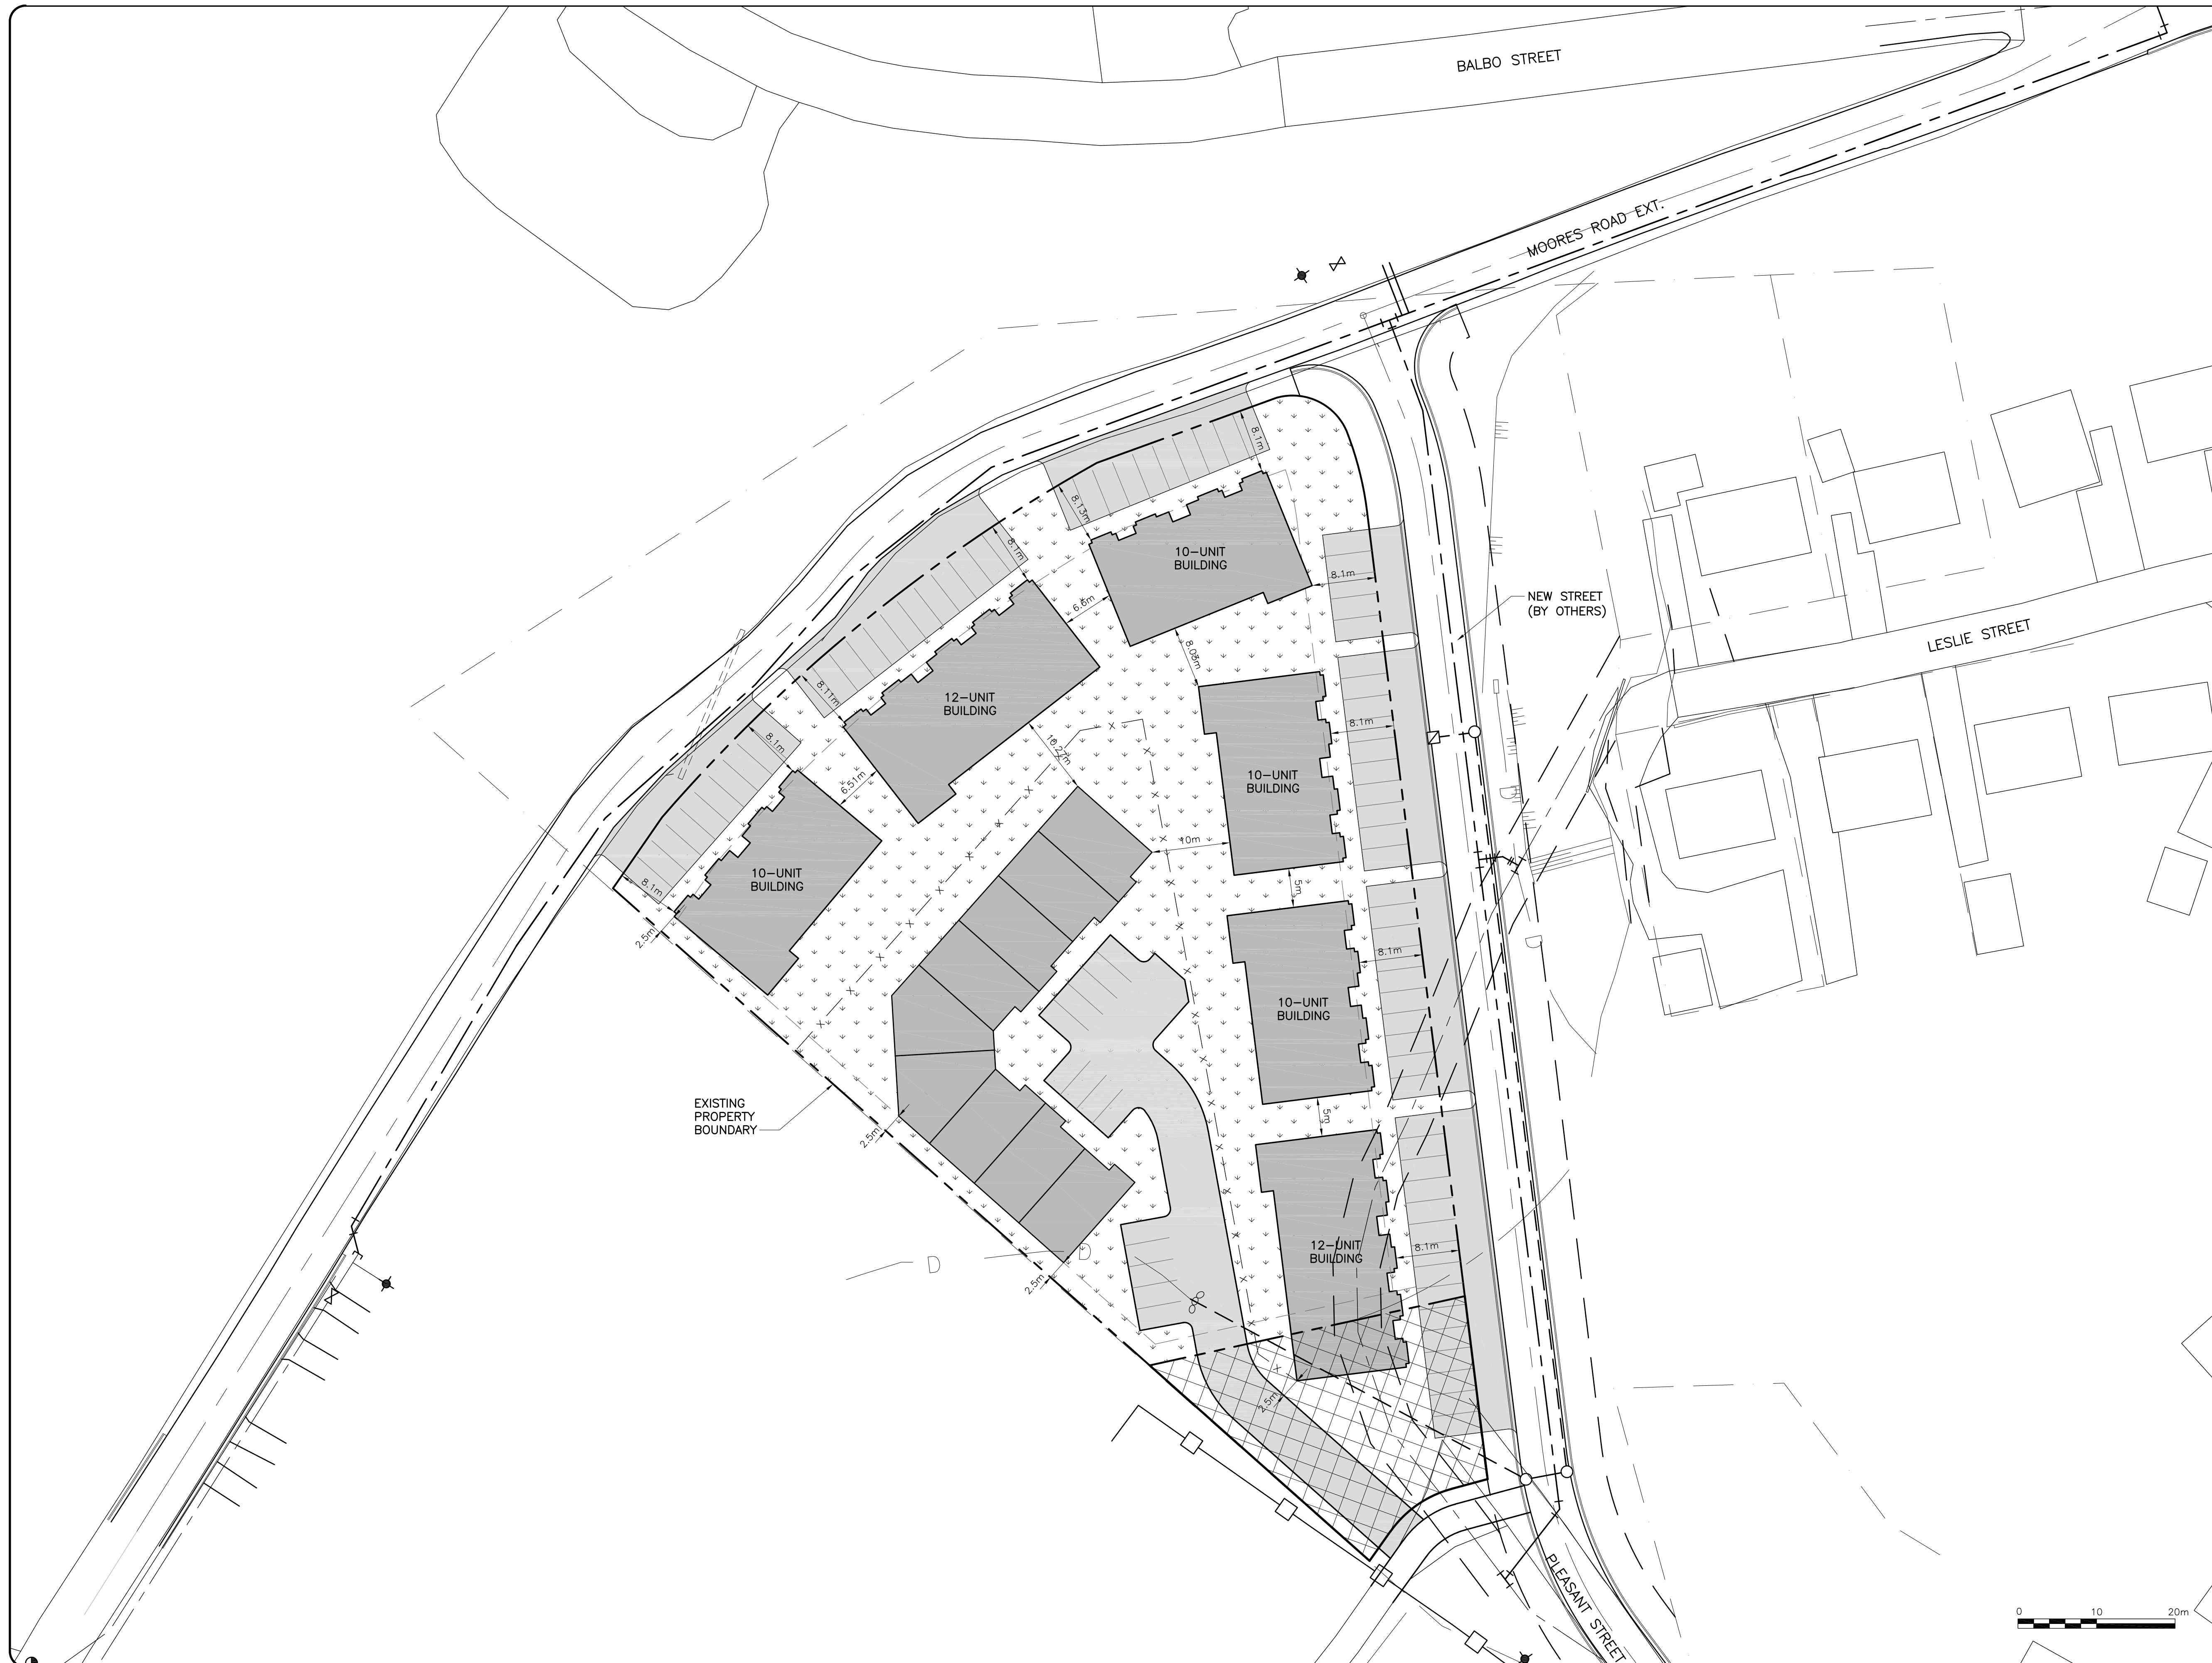 BALBO STREET
MOORES ROAD EXT.
8.1m
8.13m
8.1m
10-UNIT
BUILDING
8.1m
NEW STREET
(BY OTHERS)
6.6m
LESLIE STREET
8.03m
12-UNIT
BUILDING
8.11m
8.1m
8.1m
16.27m
10-UNIT
BUILDING
6.51m
10m
10-UNIT
BUILDING
8.1m
5m
2.5m
8.1m
10-UNIT
BUILDING
EXISTING
PROPERTY
BOUNDARY
5m
2.5m
12-UNIT
BUILDING
8.1m
D
D
D
D
2.5m
2.5m
PLEASANT STREET
0 10 20m